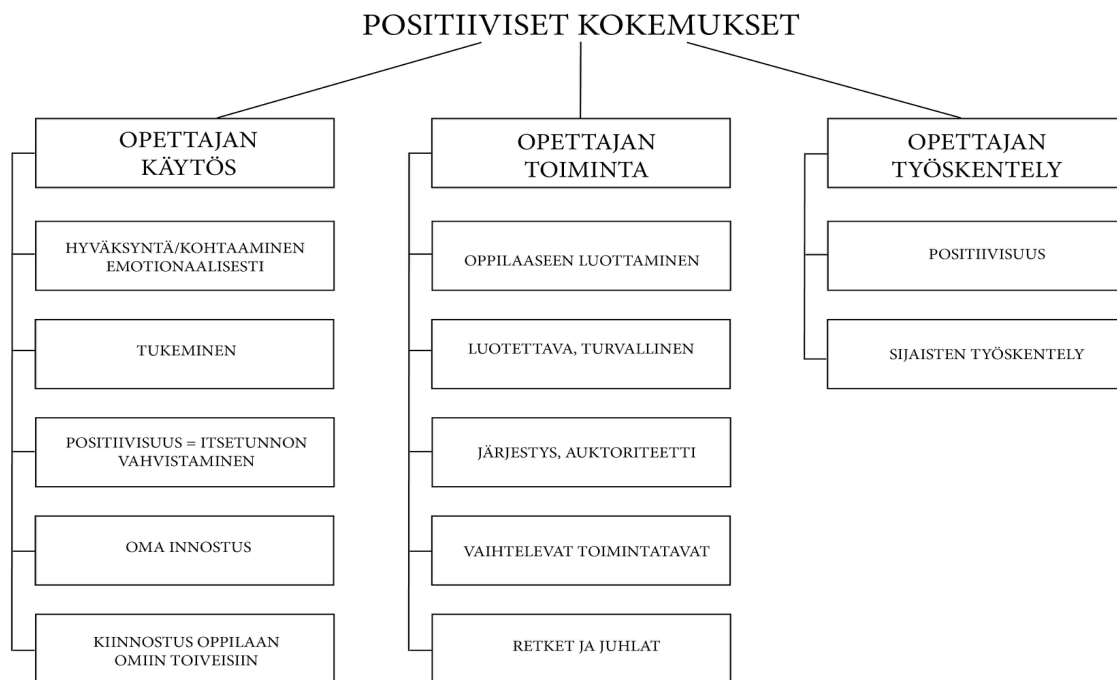 POSITIIVISET KOKEMUKSET
OPETTAJAN
KÄYTÖS
HYVÄKSYNTÄ/KOHTAAMINEN
EMOTIONAALISESTI
TUKEMINEN
POSITIIVISUUS = ITSETUNNON
VAHVISTAMINEN
OMA INNOSTUS
KIINNOSTUS OPPILAAN
OMIIN TOIVEISIIN
OPETTAJAN
TOIMINTA
OPPILAASEEN LUOTTAMINEN
LUOTETTAVA, TURVALLINEN
JÄRJESTYS, AUKTORITEETTI
VAIHTELEVAT TOIMINTATAVAT
RETKET JA JUHLAT
OPETTAJAN
TYÖSKENTELY
POSITIIVISUUS
SIJAISTEN TYÖSKENTELY